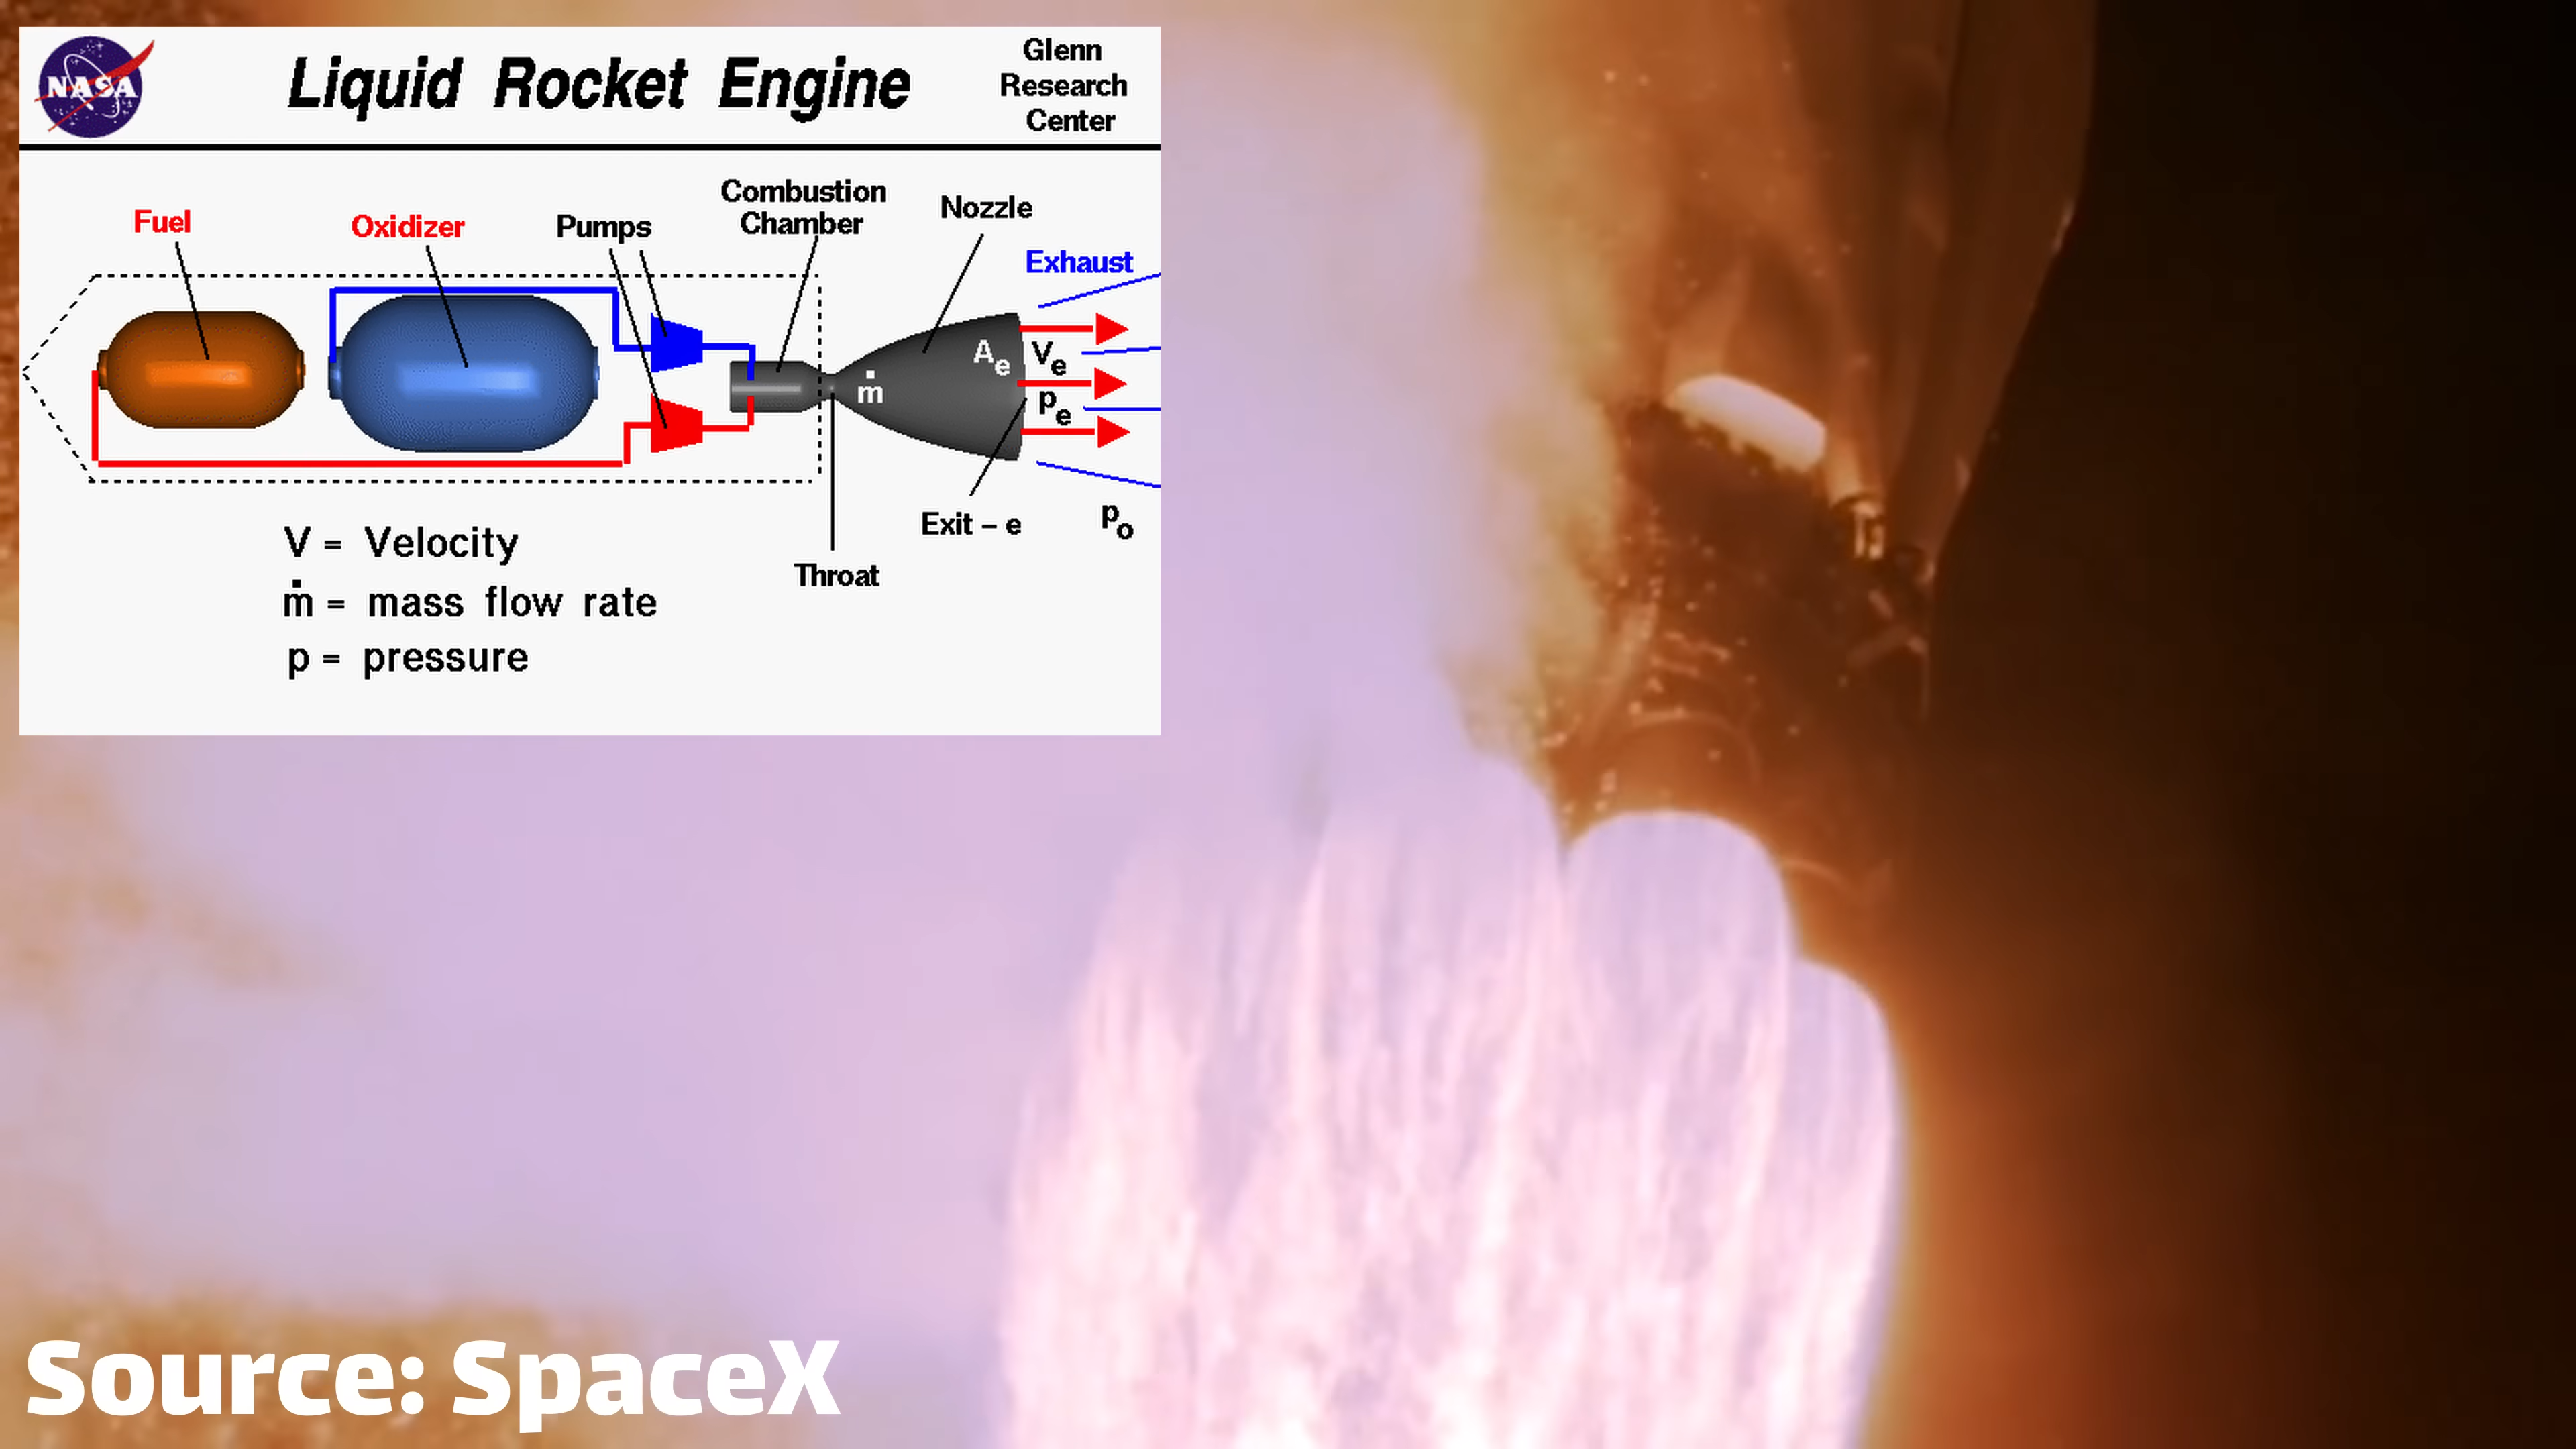 NASA
Liquid Rocket Engine
Glenn
Research
Center
Fuel
Oxidizer
Pumps
Combustion
Chamber
Nozzle
Exhaust
ṁ
Ae
Ve
pe
Exit – e
po
Throat
V = Velocity
ṁ = mass flow rate
p = pressure
Source: SpaceX